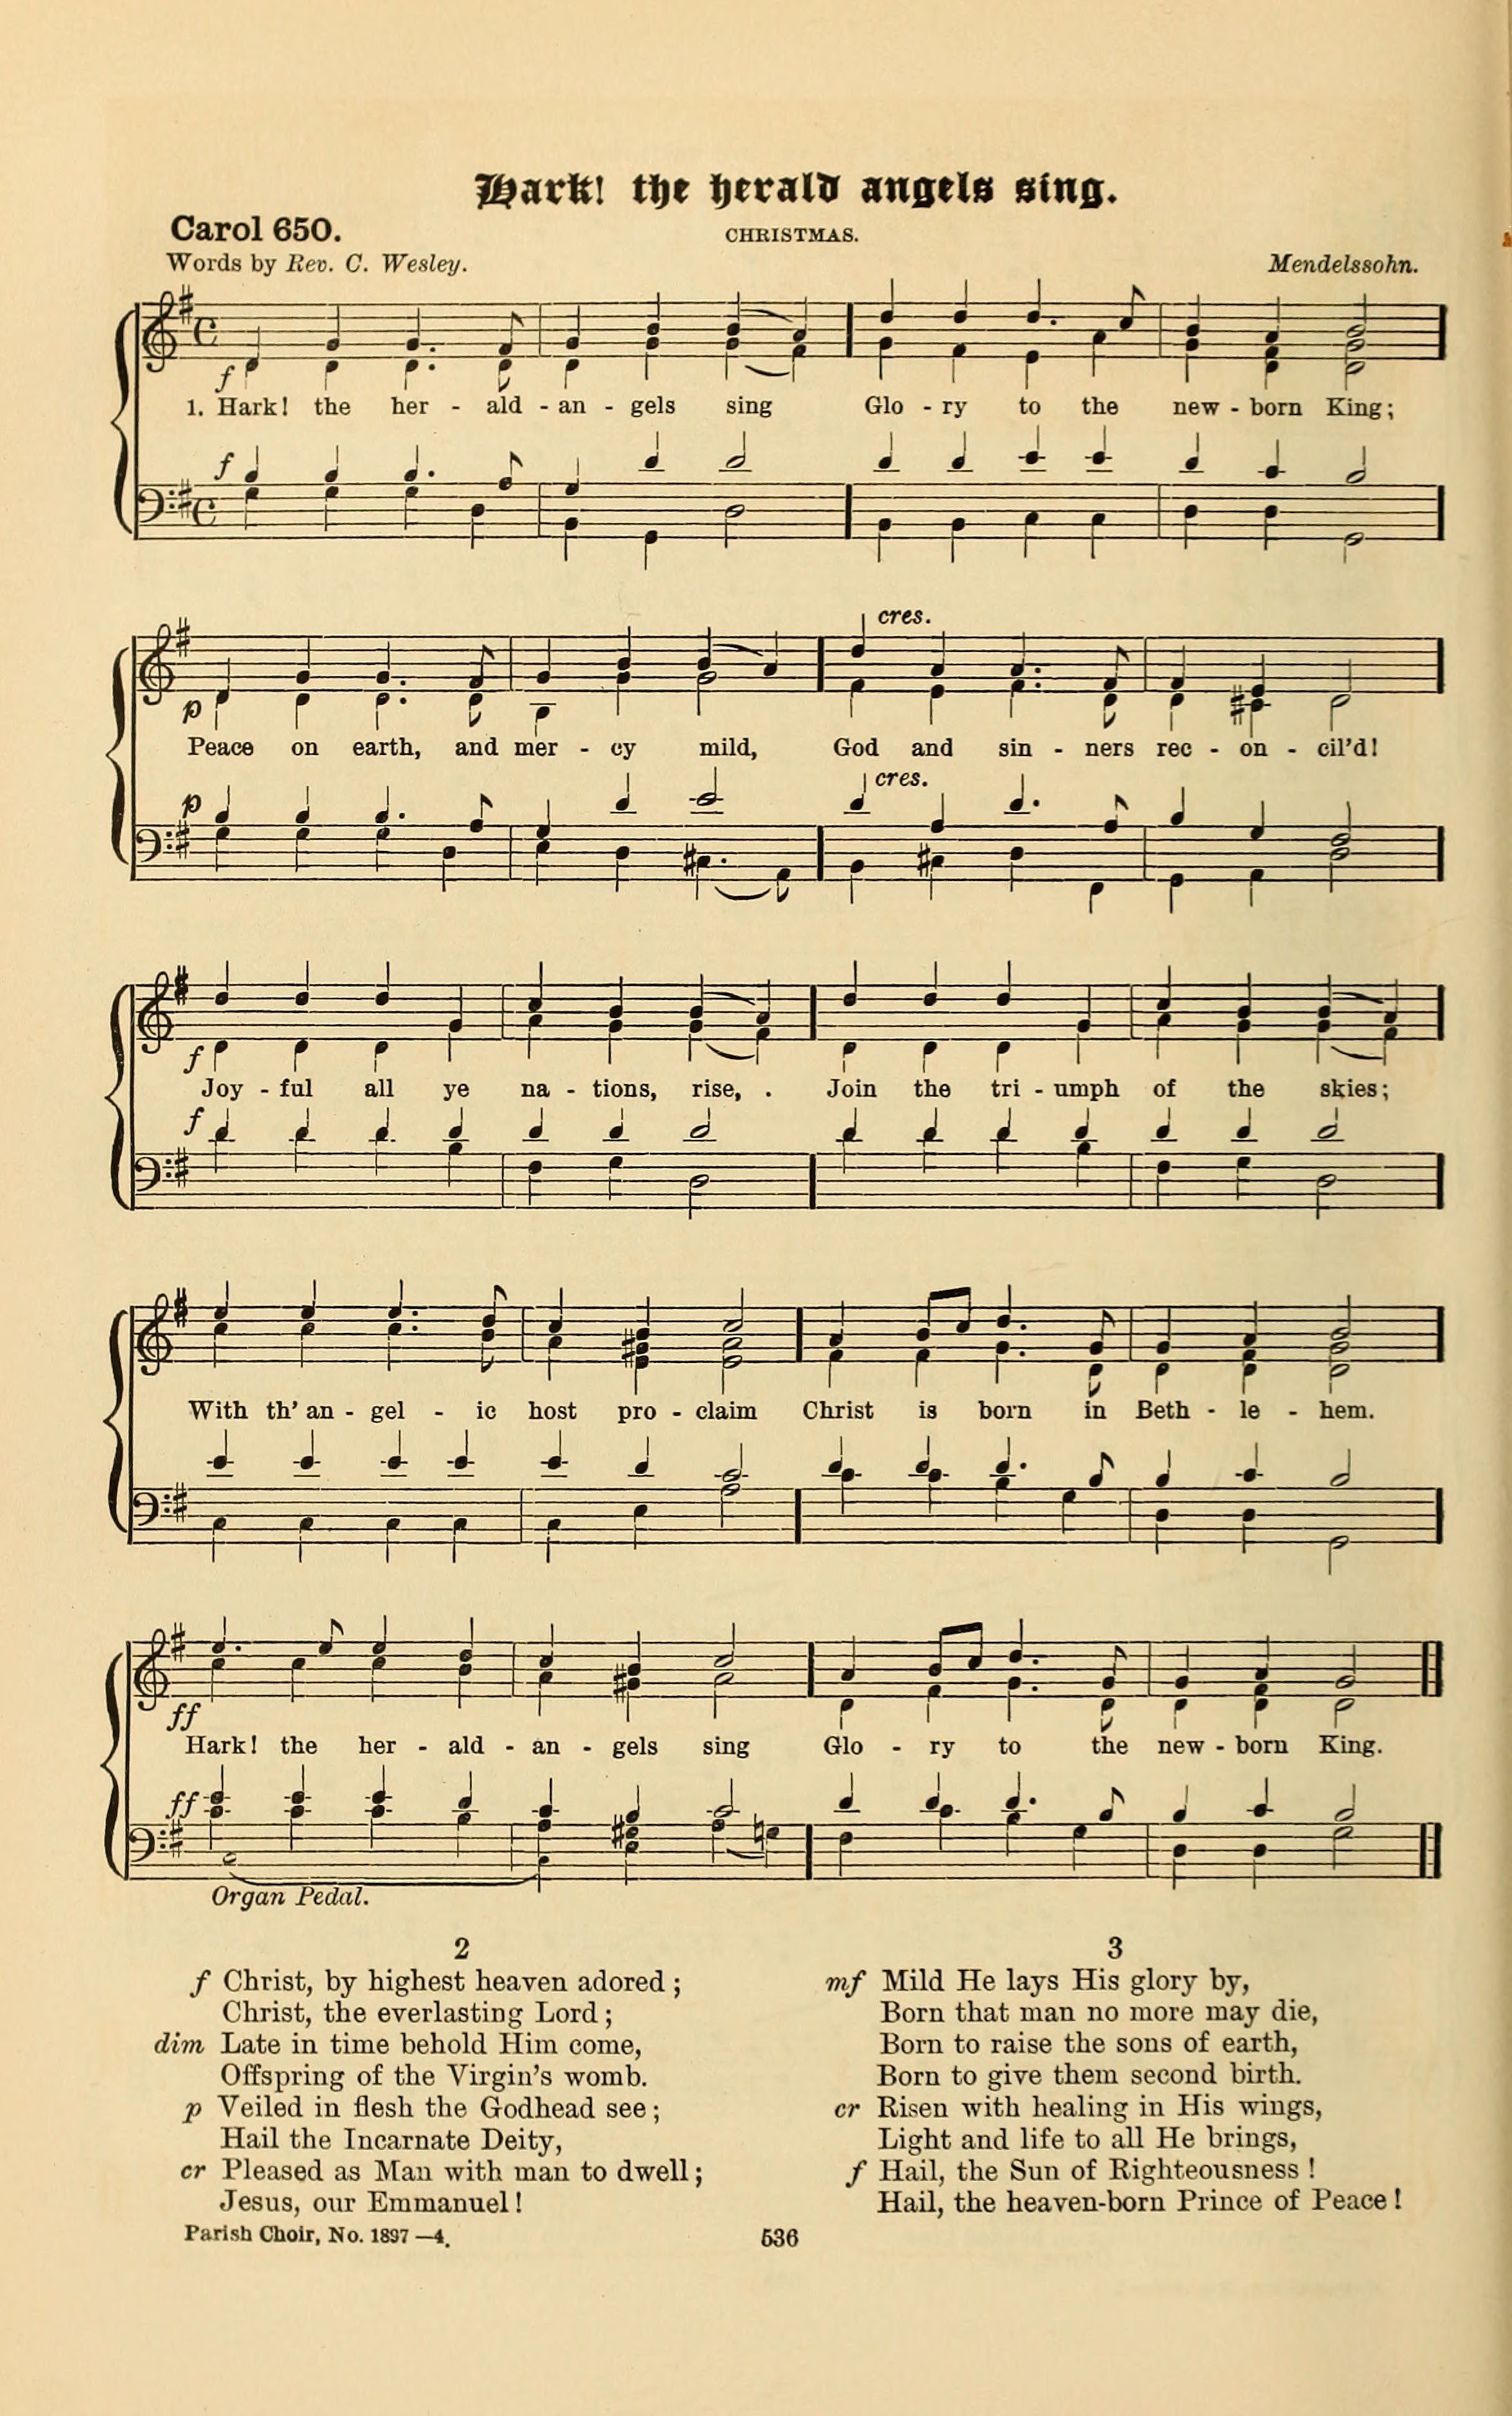 Hark! the herald angels sing.
Carol 650.
CHRISTMAS.
Words by Rev. C. Wesley.
Mendelssohn.
f
1. Hark! the her - ald - an - gels sing Glo - ry to the new - born King;
f
cres.
p
Peace on earth, and mer - cy mild, God and sin - ners rec - on - cil'd!
p cres.
f
Joy - ful all ye na - tions, rise, . Join the tri - umph of the skies;
f
With th' an - gel - ic host pro - claim Christ is born in Beth - le - hem.
ff
Hark! the her - ald - an - gels sing Glo - ry to the new - born King.
ff
Organ Pedal.
2
f Christ, by highest heaven adored;
Christ, the everlasting Lord;
dim Late in time behold Him come,
Offspring of the Virgin's womb.
p Veiled in flesh the Godhead see;
Hail the Incarnate Deity,
cr Pleased as Man with man to dwell;
Jesus, our Emmanuel!
3
mf Mild He lays His glory by,
Born that man no more may die,
Born to raise the sons of earth,
Born to give them second birth.
cr Risen with healing in His wings,
Light and life to all He brings,
f Hail, the Sun of Righteousness!
Hail, the heaven-born Prince of Peace!
Parish Choir, No. 1897—4.
536